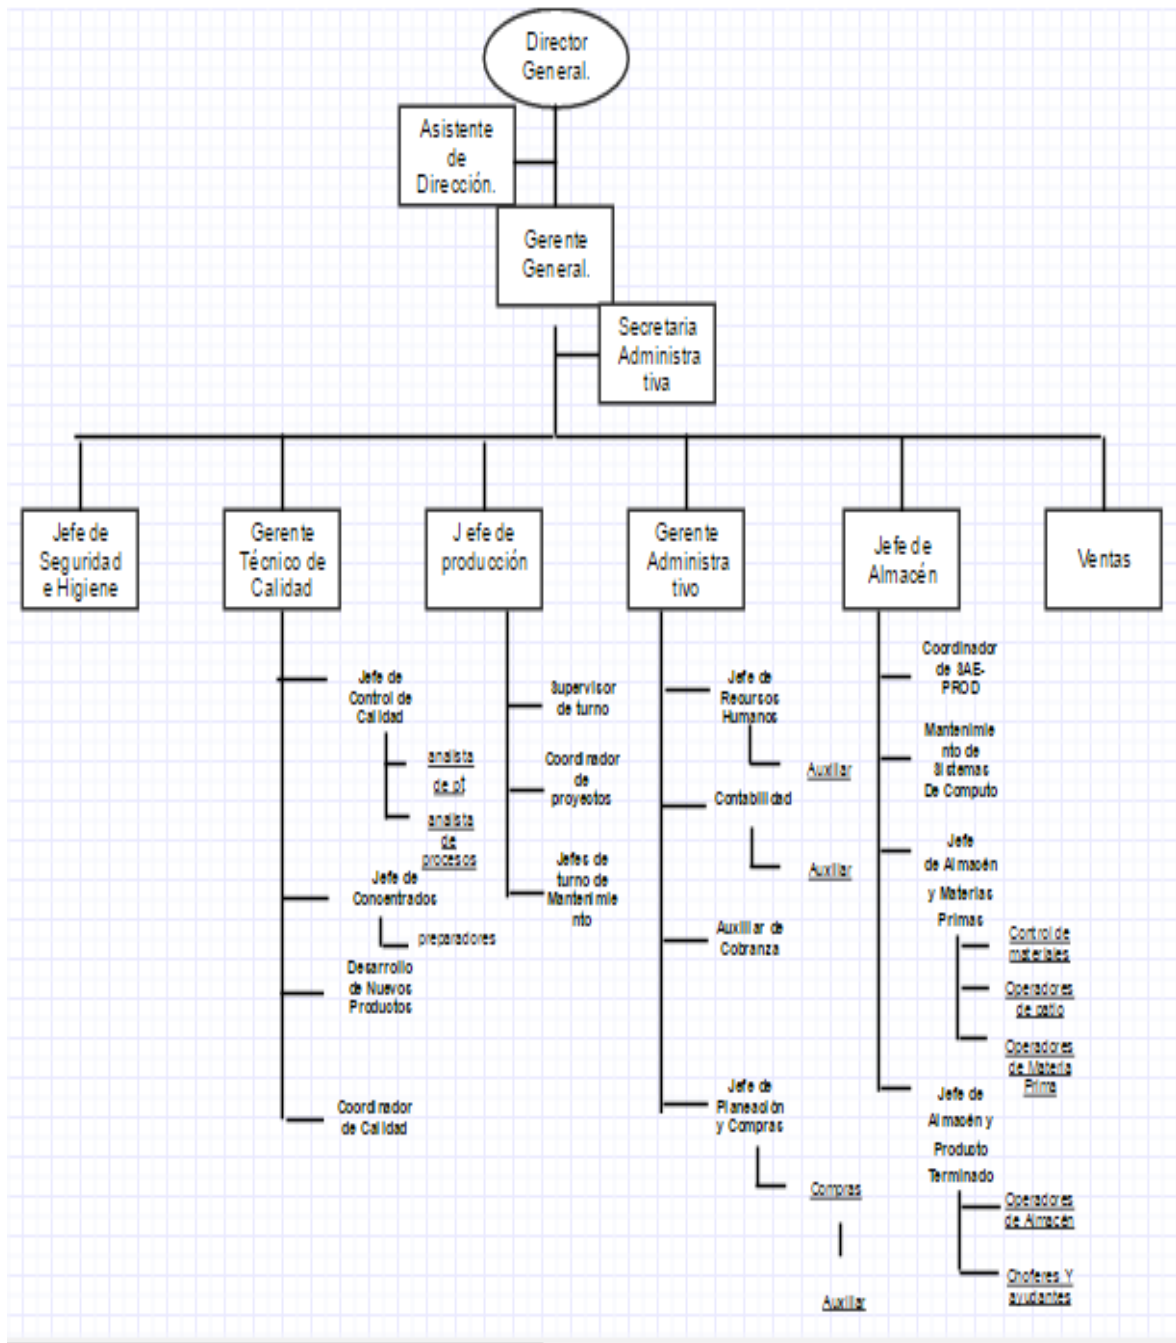 Director
General.
Asistente
de
Dirección.
Gerente
General.
Secretaria
Administra
tiva
Jefe de
Seguridad
e Higiene
Gerente
Técnico de
Calidad
Jefe de
producción
Gerente
Administra
tivo
Jefe de
Almacén
Ventas
Jefe de
Control de
Calidad
analista
de pt
analista
de
procesos
Jefe de
Concentrados
preparadores
Desarrollo
de Nuevos
Productos
Coordinador
de Calidad
Supervisor
de turno
Coordinador
de
proyectos
Jefes de
turno de
Mantenimie
nto
Jefe de
Recursos
Humanos
Auxiliar
Contabilidad
Auxiliar
Auxiliar de
Cobranza
Jefe de
Planeación
y Compras
Compras
Auxiliar
Coordinador
de SAE-
PROD
Mantenimie
nto de
Sistemas
De Computo
Jefe
de Almacén
y Materias
Primas
Control de
materiales
Operadores
de patio
Operadores
de Materia
Prima
Jefe de
Almacén y
Producto
Terminado
Operadores
de Almacén
Choferes Y
ayudantes